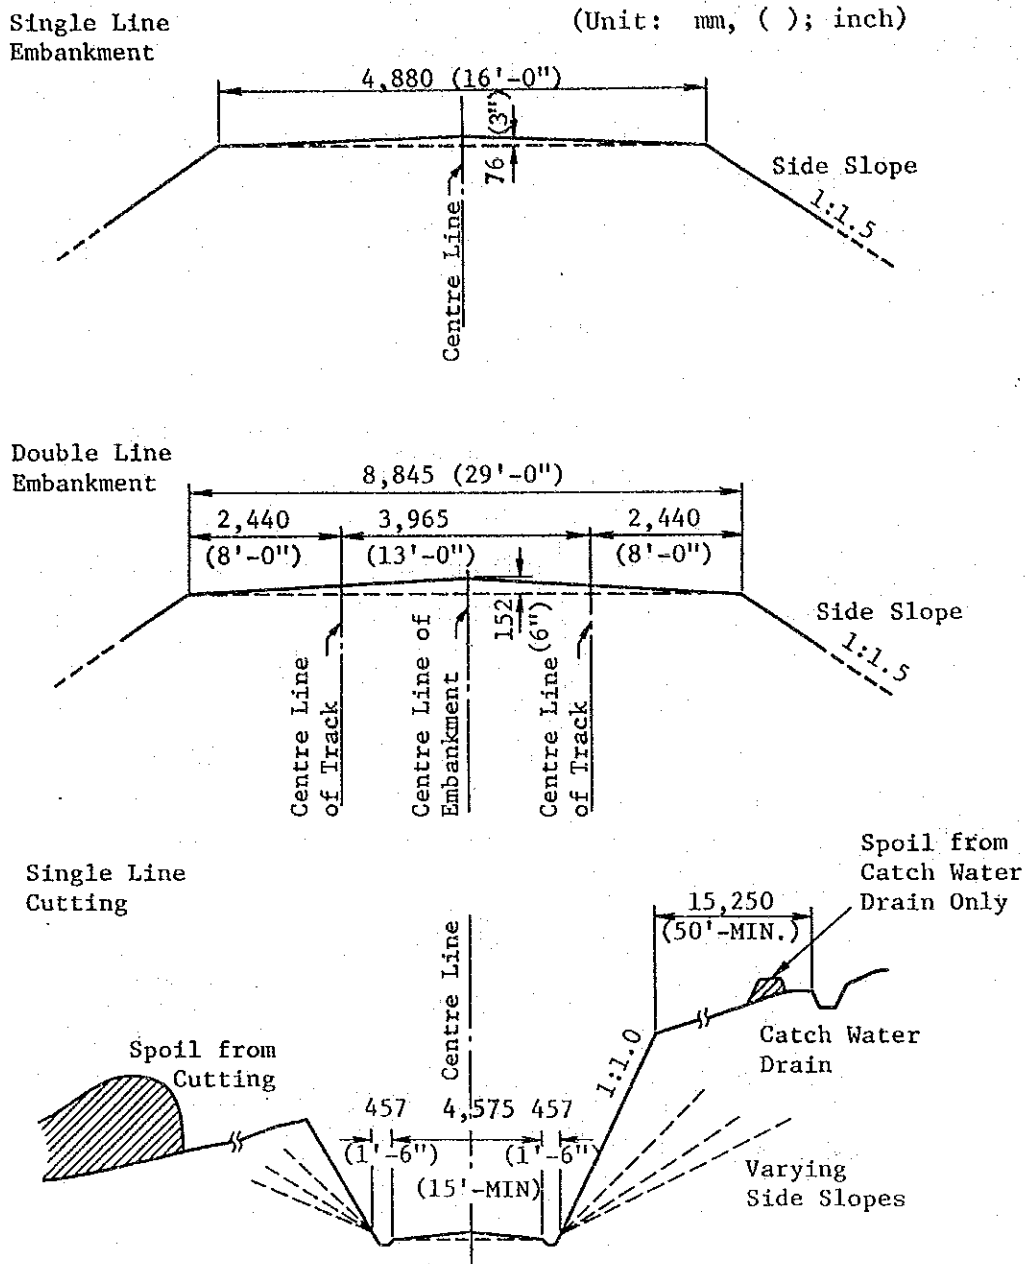 Single Line
Embankment
(Unit: mm, ( ); inch)
4,880 (16'-0")
76 (3")
Side Slope
1:1.5
Centre Line
Double Line
Embankment
8,845 (29'-0")
2,440
(8'-0")
3,965
(13'-0")
2,440
(8'-0")
152
(6")
Side Slope
1:1.5
Centre Line
of Track
Centre Line of
Embankment
Centre Line
of Track
Single Line
Cutting
Spoil from
Catch Water
Drain Only
15,250
(50'-MIN.)
Centre Line
1:1.0
Catch Water
Drain
Spoil from
Cutting
457 4,575 457
(1'-6") (1'-6")
(15'-MIN)
Varying
Side Slopes